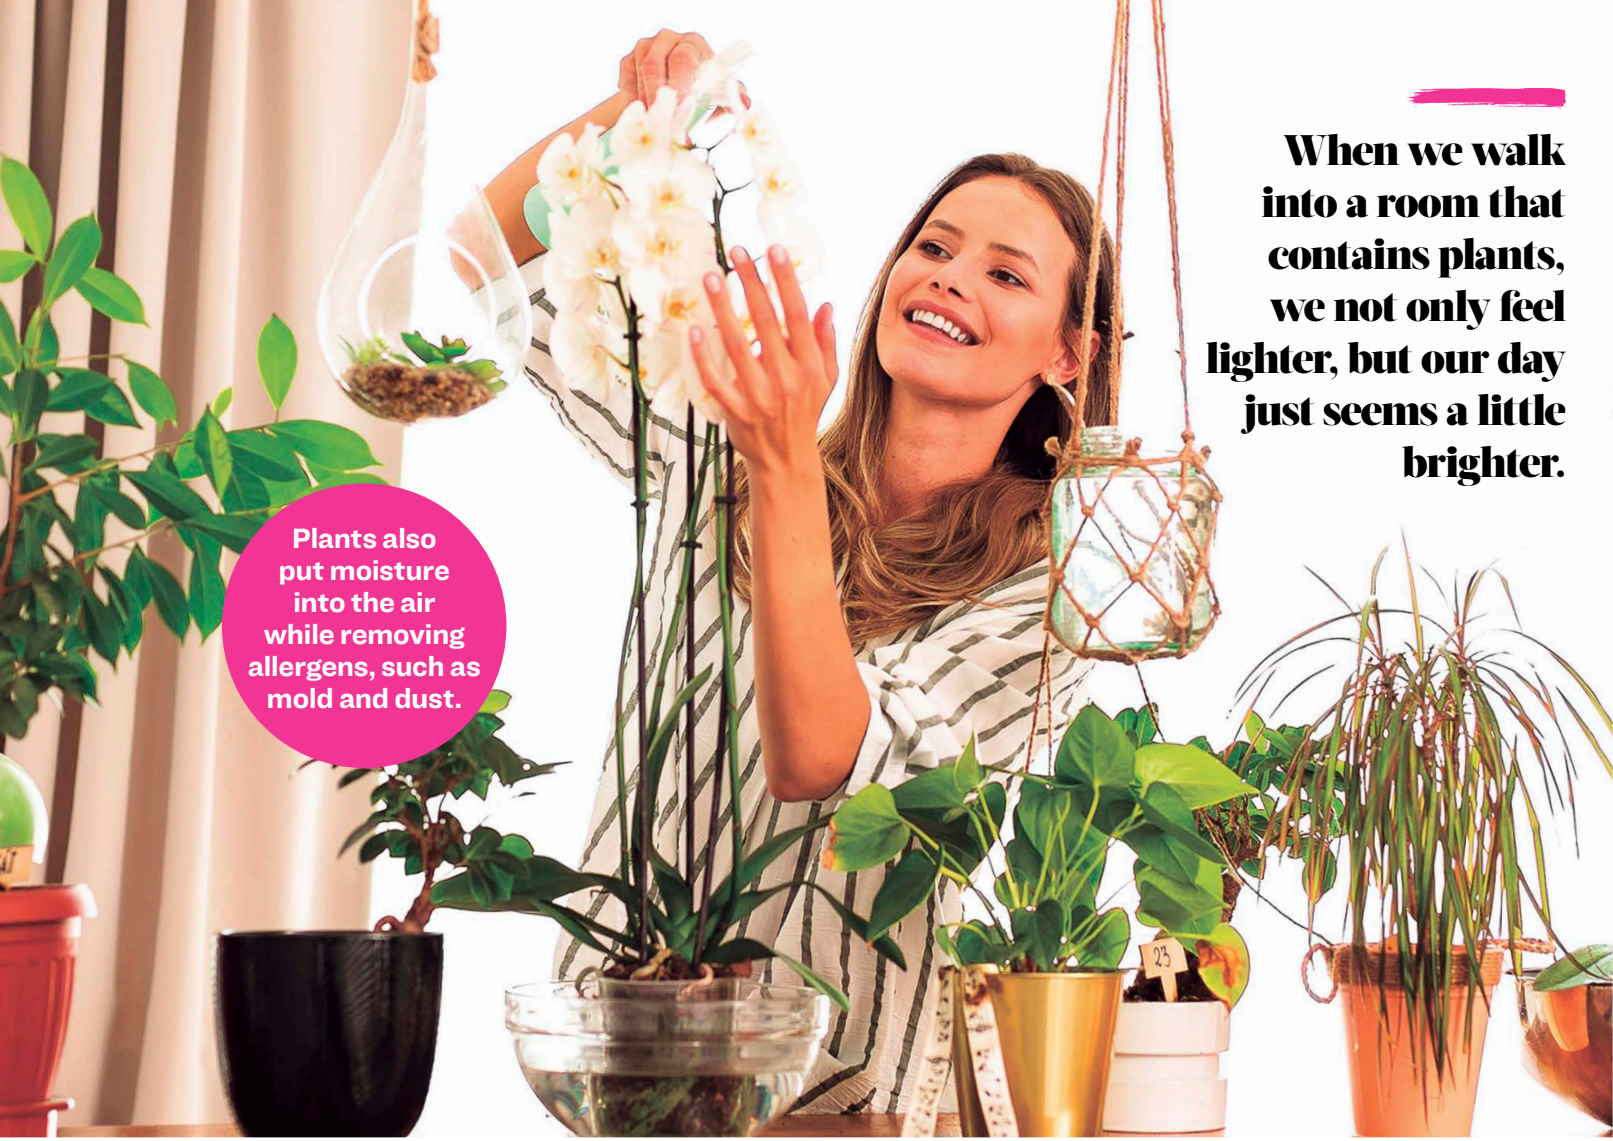 When we walk
into a room that
contains plants,
we not only feel
lighter, but our day
just seems a little
brighter.
Plants also
put moisture
into the air
while removing
allergens, such as
mold and dust.
23